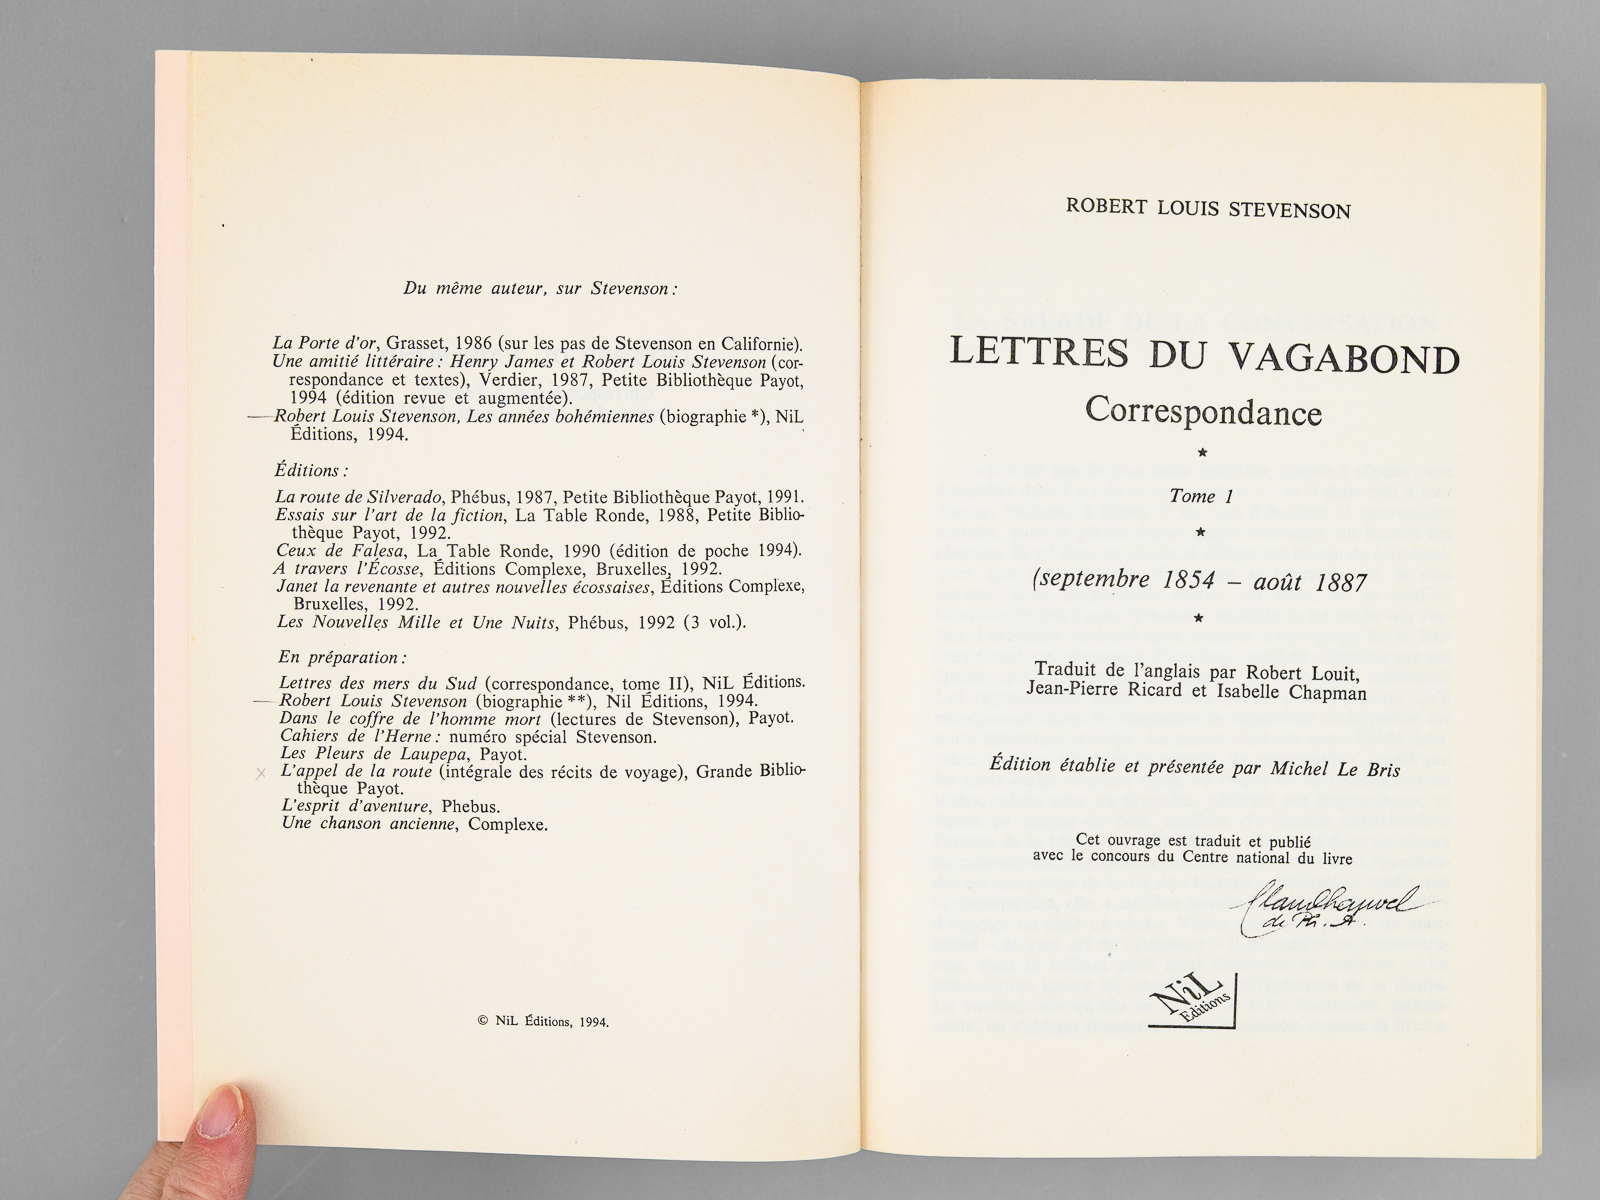 Du même auteur, sur Stevenson :
La Porte d'or, Grasset, 1986 (sur les pas de Stevenson en Californie).
Une amitié littéraire : Henry James et Robert Louis Stevenson (cor-
respondance et textes), Verdier, 1987, Petite Bibliothèque Payot,
1994 (édition revue et augmentée).
Robert Louis Stevenson, Les années bohémiennes (biographie *), NiL
Éditions, 1994.
Éditions :
La route de Silverado, Phébus, 1987, Petite Bibliothèque Payot, 1991.
Essais sur l'art de la fiction, La Table Ronde, 1988, Petite Biblio-
thèque Payot, 1992.
Ceux de Falesa, La Table Ronde, 1990 (édition de poche 1994).
A travers l'Écosse, Éditions Complexe, Bruxelles, 1992.
Janet la revenante et autres nouvelles écossaises, Éditions Complexe,
Bruxelles, 1992.
Les Nouvelles Mille et Une Nuits, Phébus, 1992 (3 vol.).
En préparation :
Lettres des mers du Sud (correspondance, tome II), NiL Éditions.
Robert Louis Stevenson (biographie **), Nil Éditions, 1994.
Dans le coffre de l'homme mort (lectures de Stevenson), Payot.
Cahiers de l'Herne : numéro spécial Stevenson.
Les Pleurs de Laupepa, Payot.
L'appel de la route (intégrale des récits de voyage), Grande Biblio-
thèque Payot.
L'esprit d'aventure, Phebus.
Une chanson ancienne, Complexe.
© NiL Éditions, 1994.
ROBERT LOUIS STEVENSON
LA SALADE DE LA CONVERSATION
LETTRES DU VAGABOND
Correspondance
★
Tome 1
★
(septembre 1854 – août 1887
★
Traduit de l'anglais par Robert Louit,
Jean-Pierre Ricard et Isabelle Chapman
Édition établie et présentée par Michel Le Bris
Cet ouvrage est traduit et publié
avec le concours du Centre national du livre
NiL
Editions